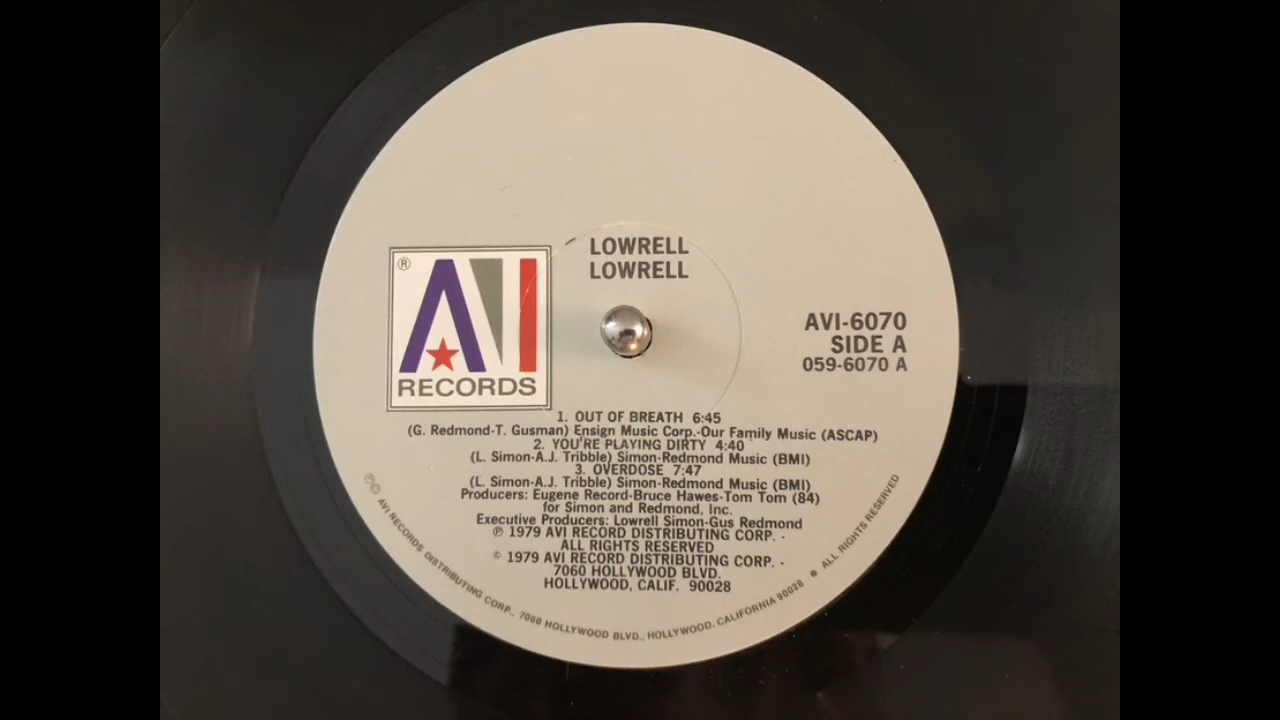 LOWRELL
LOWRELL
®
AVI
RECORDS
AVI-6070
SIDE A
059-6070 A
1. OUT OF BREATH 6:45
(G. Redmond-T. Gusman) Ensign Music Corp.-Our Family Music (ASCAP)
2. YOU'RE PLAYING DIRTY 4:40
(L. Simon-A.J. Tribble) Simon-Redmond Music (BMI)
3. OVERDOSE 7:47
(L. Simon-A.J. Tribble) Simon-Redmond Music (BMI)
Producers: Eugene Record-Bruce Hawes-Tom Tom (84)
for Simon and Redmond, Inc.
Executive Producers: Lowrell Simon-Gus Redmond
℗ 1979 AVI RECORD DISTRIBUTING CORP. -
ALL RIGHTS RESERVED
© 1979 AVI RECORD DISTRIBUTING CORP. -
7060 HOLLYWOOD BLVD.
HOLLYWOOD, CALIF. 90028
℗© AVI RECORDS DISTRIBUTING CORP., 7060 HOLLYWOOD BLVD., HOLLYWOOD, CALIFORNIA 90028 ● ALL RIGHTS RESERVED